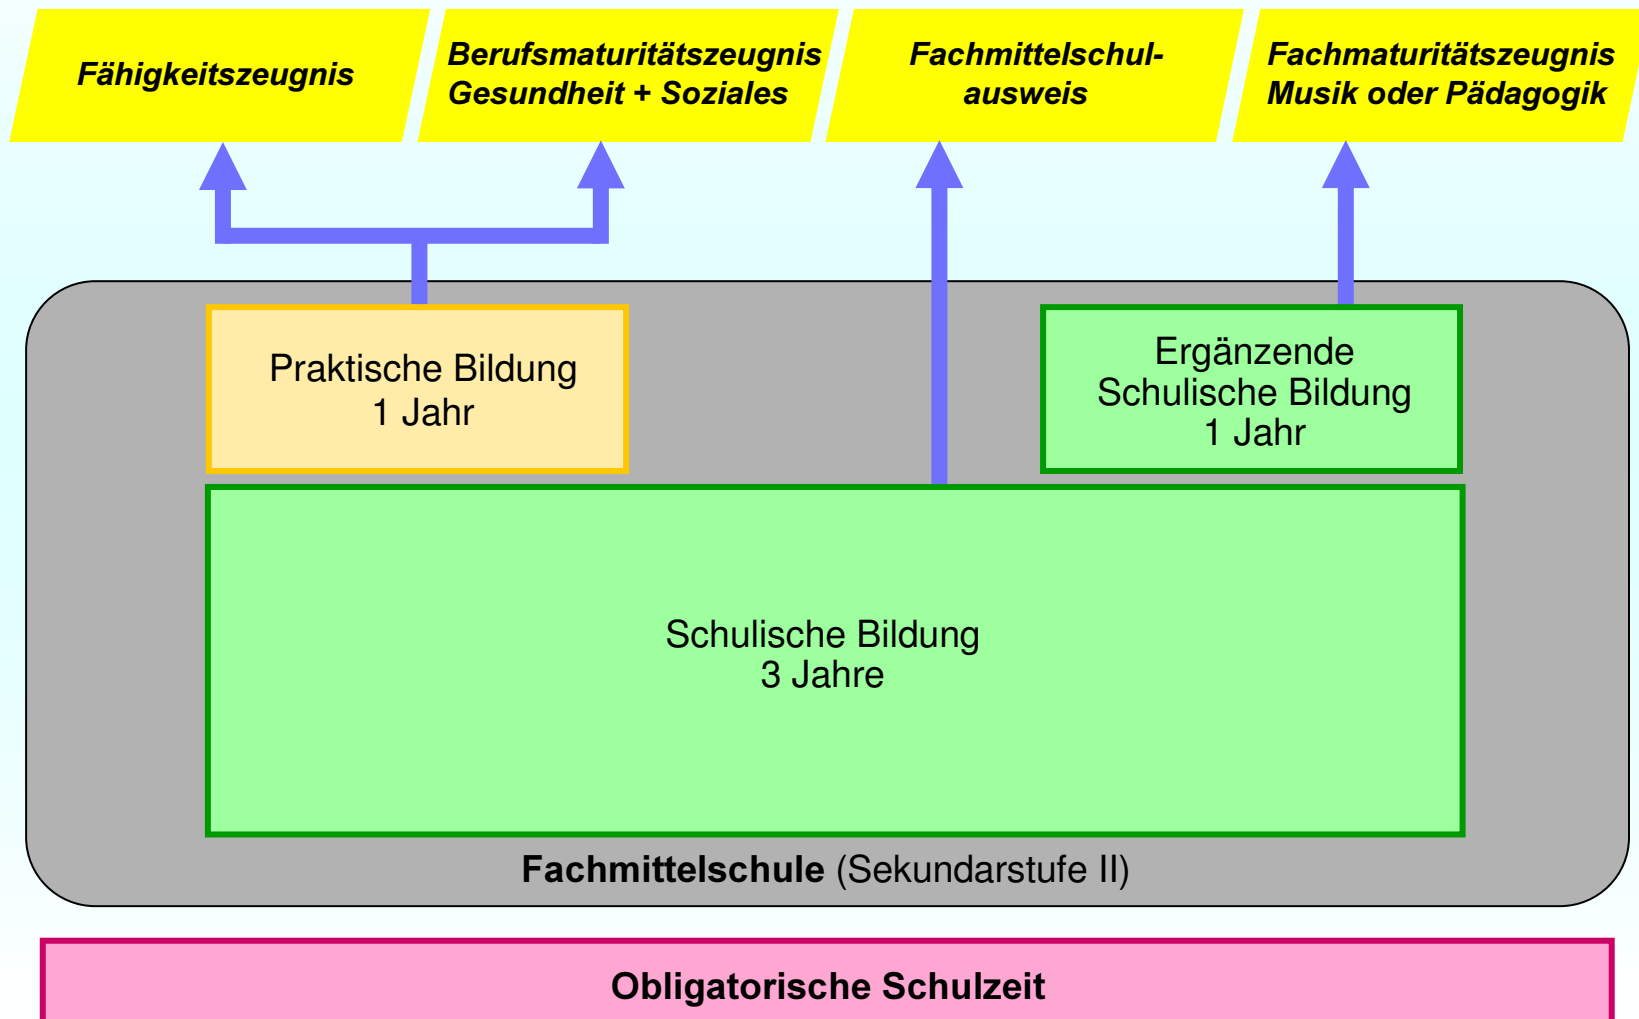 Fähigkeitszeugnis
Berufsmaturitätszeugnis
Gesundheit + Soziales
Fachmittelschul-
ausweis
Fachmaturitätszeugnis
Musik oder Pädagogik
Praktische Bildung
1 Jahr
Ergänzende
Schulische Bildung
1 Jahr
Schulische Bildung
3 Jahre
Fachmittelschule (Sekundarstufe II)
Obligatorische Schulzeit